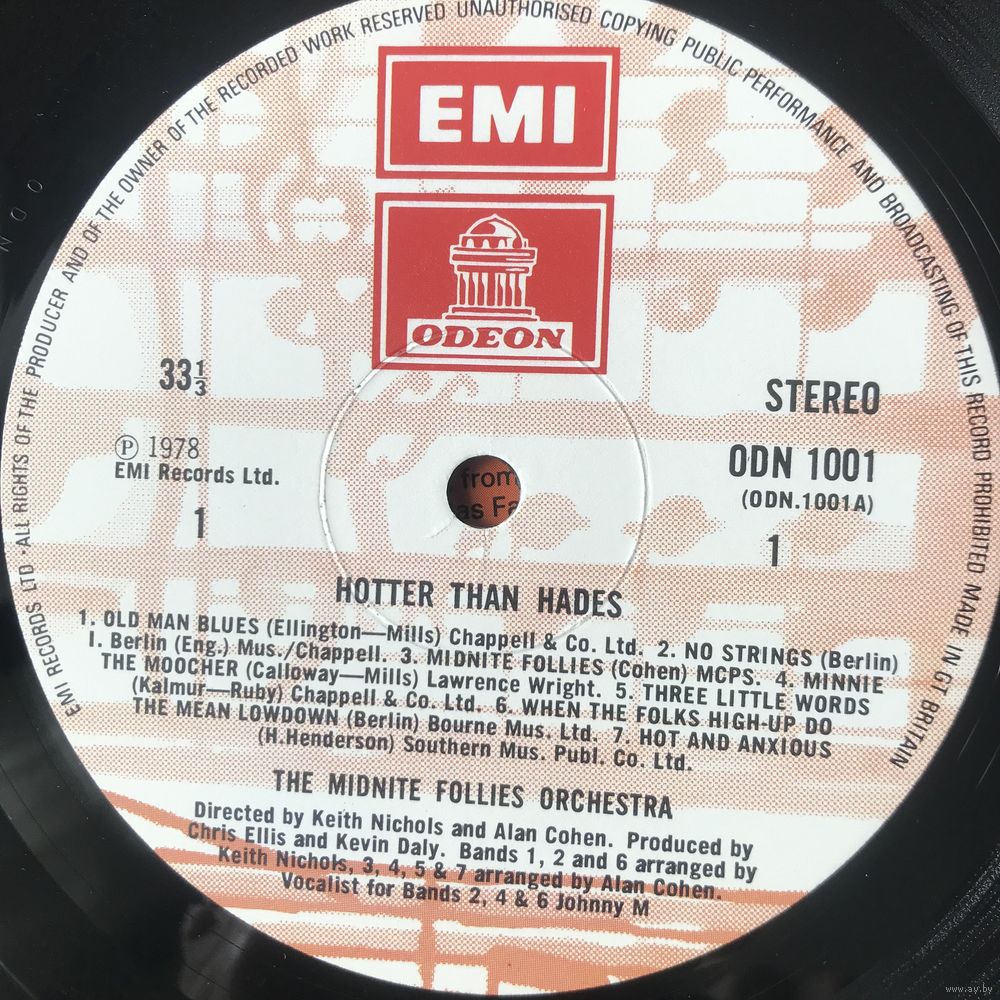 EMI RECORDS LTD · ALL RIGHTS OF THE PRODUCER AND OF THE OWNER OF THE RECORDED WORK RESERVED UNAUTHORISED COPYING PUBLIC PERFORMANCE AND BROADCASTING OF THIS RECORD PROHIBITED MADE IN GT BRITAIN
EMI
ODEON
33⅓
STEREO
℗ 1978
EMI Records Ltd.
ODN 1001
(ODN.1001A)
1
1
from
as Fa
HOTTER THAN HADES
1. OLD MAN BLUES (Ellington—Mills) Chappell & Co. Ltd. 2. NO STRINGS (Berlin)
I. Berlin (Eng.) Mus./Chappell. 3. MIDNITE FOLLIES (Cohen) MCPS. 4. MINNIE
THE MOOCHER (Calloway—Mills) Lawrence Wright. 5. THREE LITTLE WORDS
(Kalmur—Ruby) Chappell & Co. Ltd. 6. WHEN THE FOLKS HIGH-UP DO
THE MEAN LOWDOWN (Berlin) Bourne Mus. Ltd. 7. HOT AND ANXIOUS
(H.Henderson) Southern Mus. Publ. Co. Ltd.
THE MIDNITE FOLLIES ORCHESTRA
Directed by Keith Nichols and Alan Cohen. Produced by
Chris Ellis and Kevin Daly. Bands 1, 2 and 6 arranged by
Keith Nichols, 3, 4, 5 & 7 arranged by Alan Cohen.
Vocalist for Bands 2, 4 & 6 Johnny M
www.ay.by